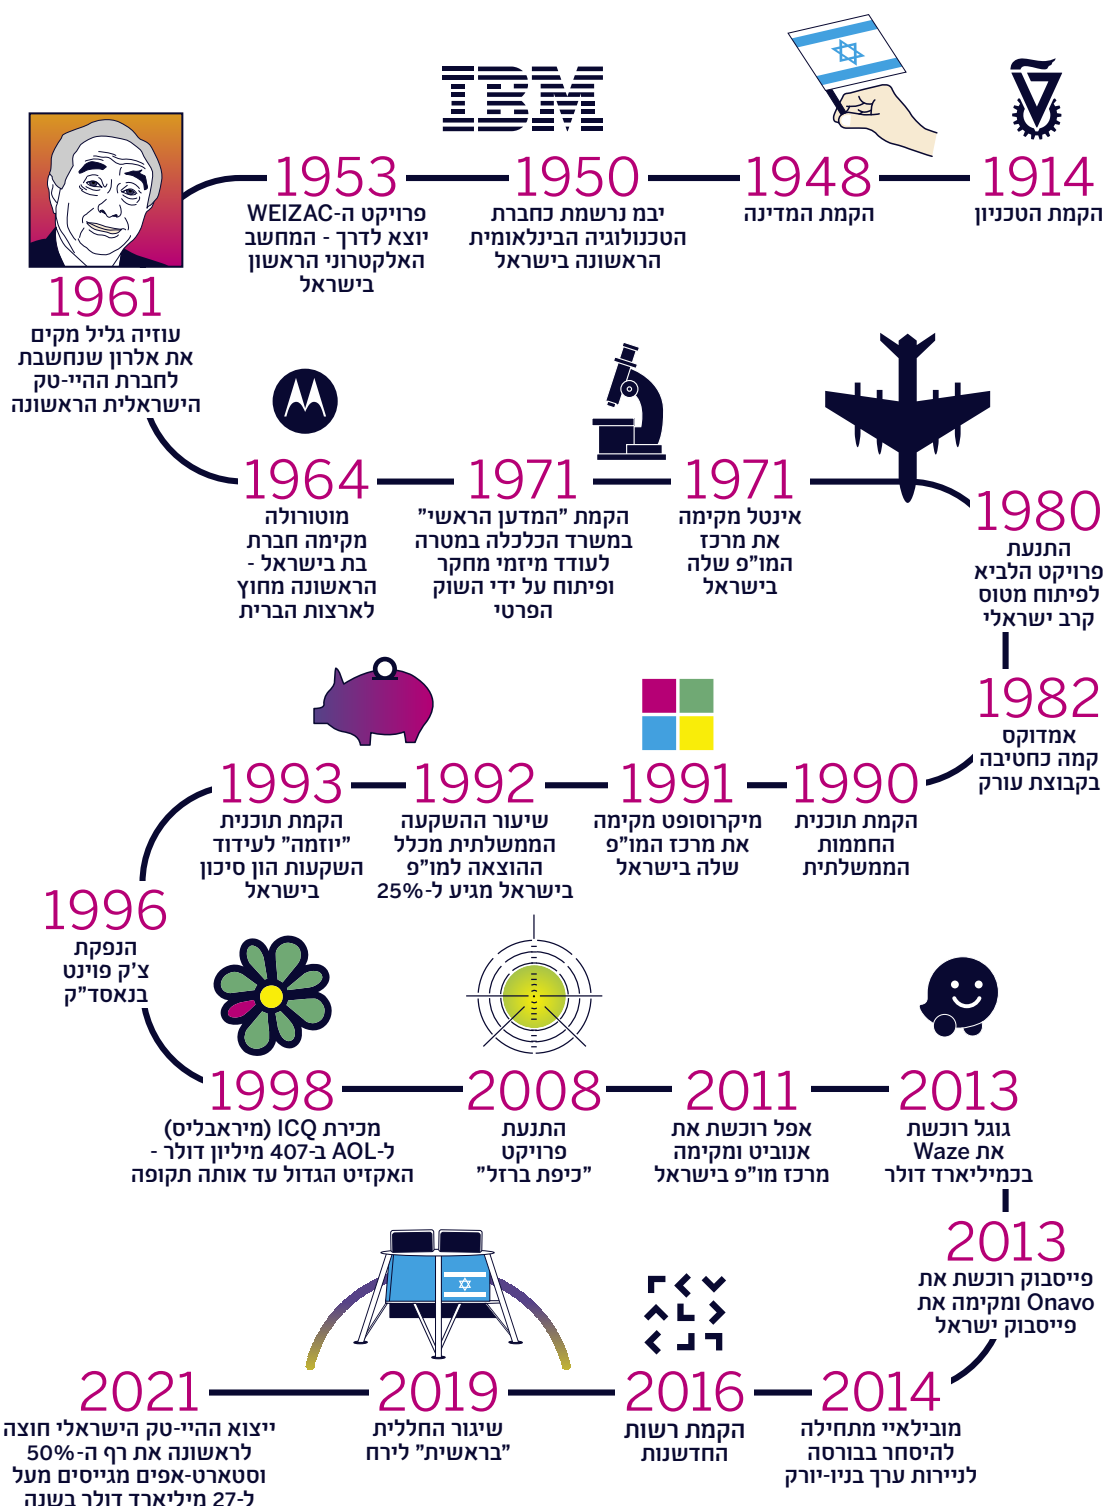 IBM
1914
הקמת הטכניון
1948
הקמת המדינה
1950
יבמ נרשמת כחברת
הטכנולוגיה הבינלאומית
הראשונה בישראל
1953
פרויקט ה-WEIZAC
יוצא לדרך - המחשב
האלקטרוני הראשון
בישראל
1961
עוזיה גליל מקים
את אלרון שנחשבת
לחברת ההיי-טק
הישראלית הראשונה
1964
מוטורולה
מקימה חברת
בת בישראל -
הראשונה מחוץ
לארצות הברית
1971
הקמת "המדען הראשי"
במשרד הכלכלה במטרה
לעודד מיזמי מחקר
ופיתוח על ידי השוק
הפרטי
1971
אינטל מקימה
את מרכז
המו"פ שלה
בישראל
1980
התנעת
פרויקט הלביא
לפיתוח מטוס
קרב ישראלי
1982
אמדוקס
קמה כחטיבה
בקבוצת עורק
1990
הקמת תוכנית
החממות
הממשלתית
1991
מיקרוסופט מקימה
את מרכז המו"פ
שלה בישראל
1992
שיעור ההשקעה
הממשלתית מכלל
ההוצאה למו"פ
בישראל מגיע ל-25%
1993
הקמת תוכנית
"יוזמה" לעידוד
השקעות הון סיכון
בישראל
1996
הנפקת
צ'ק פוינט
בנאסד"ק
1998
מכירת ICQ (מיראבליס)
ל-AOL ב-407 מיליון דולר -
האקזיט הגדול עד אותה תקופה
2008
התנעת
פרויקט
"כיפת ברזל"
2011
אפל רוכשת את
אנוביט ומקימה
מרכז מו"פ בישראל
2013
גוגל רוכשת
את Waze
בכמיליארד דולר
2013
פייסבוק רוכשת את
Onavo ומקימה את
פייסבוק ישראל
2014
מובילאיי מתחילה
להיסחר בבורסה
לניירות ערך בניו-יורק
2016
הקמת רשות
החדשנות
2019
שיגור החללית
"בראשית" לירח
2021
ייצוא ההיי-טק הישראלי חוצה
לראשונה את רף ה-50%
וסטארט-אפים מגייסים מעל
ל-27 מיליארד דולר בשנה